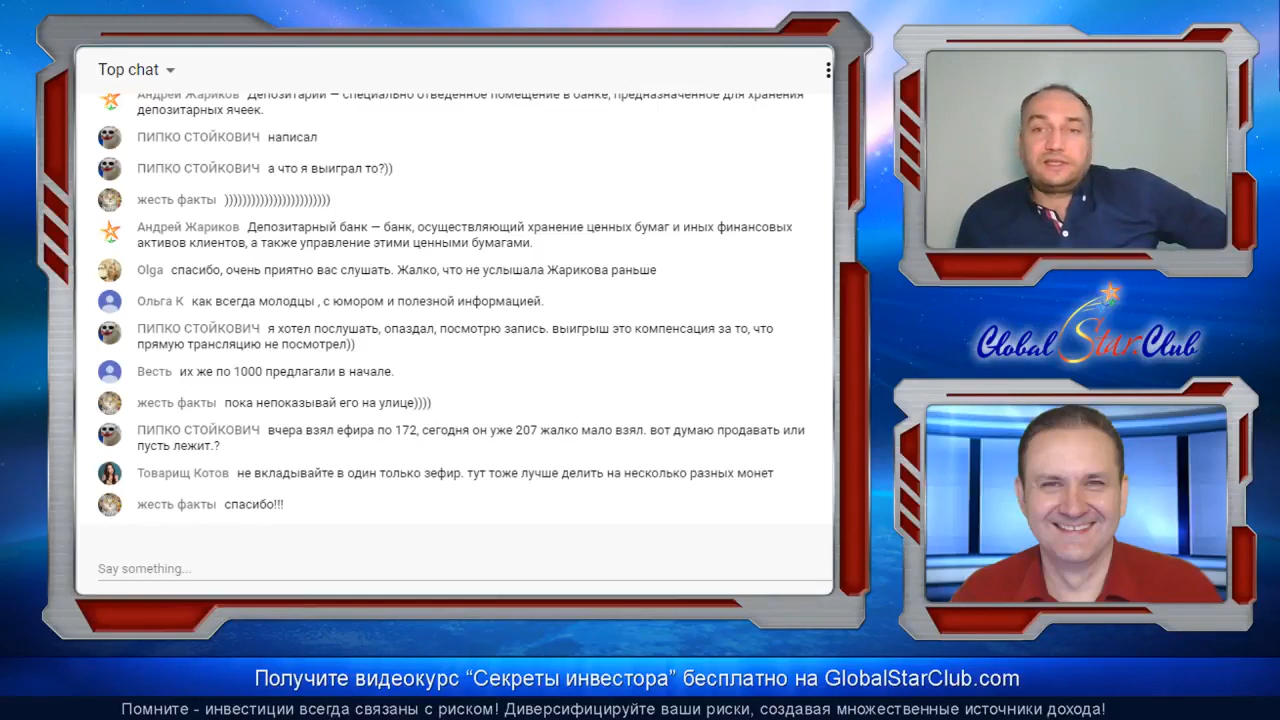 Top chat
Андрей Жариков Депозитарий — специально отведенное помещение в банке, предназначенное для хранения
депозитарных ячеек.
ПИПКО СТОЙКОВИЧ написал
ПИПКО СТОЙКОВИЧ а что я выиграл то?))
жесть факты ))))))))))))))))))))))))
Андрей Жариков Депозитарный банк — банк, осуществляющий хранение ценных бумаг и иных финансовых
активов клиентов, а также управление этими ценными бумагами.
Olga спасибо, очень приятно вас слушать. Жалко, что не услышала Жарикова раньше
Ольга К как всегда молодцы , с юмором и полезной информацией.
ПИПКО СТОЙКОВИЧ я хотел послушать, опаздал, посмотрю запись. выигрыш это компенсация за то, что
прямую трансляцию не посмотрел))
Весть их же по 1000 предлагали в начале.
жесть факты пока непоказывай его на улице))))
ПИПКО СТОЙКОВИЧ вчера взял ефира по 172, сегодня он уже 207 жалко мало взял. вот думаю продавать или
пусть лежит.?
Товарищ Котов не вкладывайте в один только зефир. тут тоже лучше делить на несколько разных монет
жесть факты спасибо!!!
Say something...
Global Star Club
Получите видеокурс “Секреты инвестора” бесплатно на GlobalStarClub.com
Помните - инвестиции всегда связаны с риском! Диверсифицируйте ваши риски, создавая множественные источники дохода!